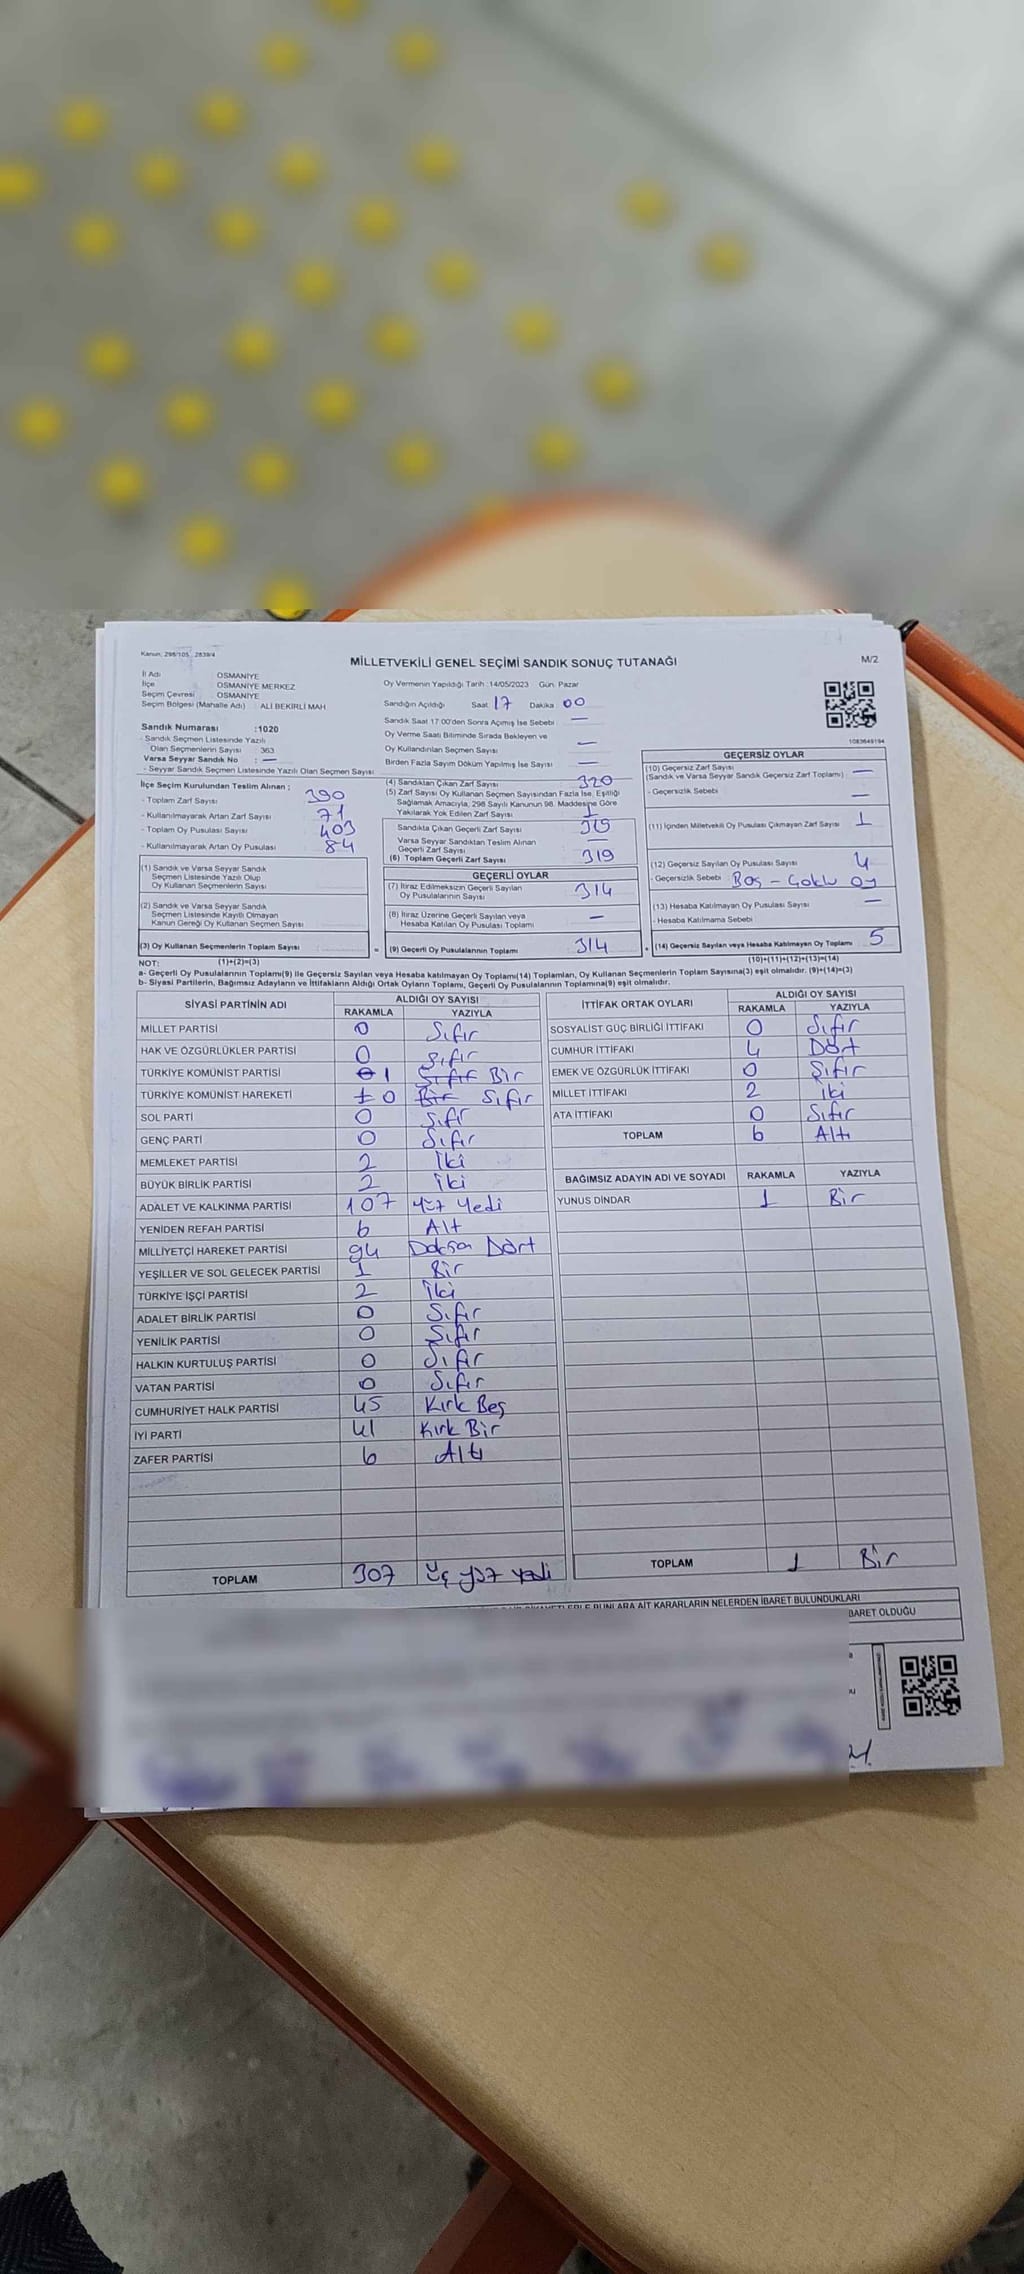 Kanun, 298/105, 2839/4
MİLLETVEKİLİ GENEL SEÇİMİ SANDIK SONUÇ TUTANAĞI
M/2
İl Adı : OSMANİYE
İlçe : OSMANİYE MERKEZ
Seçim Çevresi : OSMANİYE
Seçim Bölgesi (Mahalle Adı) : ALİ BEKİRLİ MAH
Sandık Numarası :1020
- Sandık Seçmen Listesinde Yazılı
Olan Seçmenlerin Sayısı : 363
Varsa Seyyar Sandık No : —
- Seyyar Sandık Seçmen Listesinde Yazılı Olan Seçmen Sayısı
Oy Vermenin Yapıldığı Tarih :14/05/2023 Gün: Pazar
Sandığın Açıldığı Saat 17 Dakika 00
Sandık Saat 17:00'den Sonra Açımış İse Sebebi : —
Oy Verme Saati Bitiminde Sırada Bekleyen ve
Oy Kullandırılan Seçmen Sayısı : —
Birden Fazla Sayım Döküm Yapılmış İse Sayısı : —
1083649194
İlçe Seçim Kurulundan Teslim Alınan ;
- Toplam Zarf Sayısı : 390
- Kullanılmayarak Artan Zarf Sayısı : 71
- Toplam Oy Pusulası Sayısı : 403
- Kullanılmayarak Artan Oy Pusulası : 84
(1) Sandık ve Varsa Seyyar Sandık
Seçmen Listesinde Yazılı Olup
Oy Kullanan Seçmenlerin Sayısı
(2) Sandık ve Varsa Seyyar Sandık
Seçmen Listesinde Kayıtlı Olmayan
Kanun Gereği Oy Kullanan Seçmen Sayısı
(3) Oy Kullanan Seçmenlerin Toplam Sayısı
(4) Sandıktan Çıkan Zarf Sayısı : 320
(5) Zarf Sayısı Oy Kullanan Seçmen Sayısından Fazla İse, Eşitliği
Sağlamak Amacıyla, 298 Sayılı Kanunun 98. Maddesine Göre
Yakılarak Yok Edilen Zarf Sayısı : 1
Sandıkta Çıkan Geçerli Zarf Sayısı : 319
Varsa Seyyar Sandıktan Teslim Alınan
Geçerli Zarf Sayısı : —
(6) Toplam Geçerli Zarf Sayısı : 319
GEÇERLİ OYLAR
(7) İtiraz Edilmeksizin Geçerli Sayılan
Oy Pusulalarının Sayısı : 314
(8) İtiraz Üzerine Geçerli Sayılan veya
Hesaba Katılan Oy Pusulası Toplamı : —
= (9) Geçerli Oy Pusulalarının Toplamı 314
GEÇERSİZ OYLAR
(10) Geçersiz Zarf Sayısı
(Sandık ve Varsa Seyyar Sandık Geçersiz Zarf Toplamı) : —
- Geçersizlik Sebebi : —
(11) İçinden Milletvekili Oy Pusulası Çıkmayan Zarf Sayısı : 1
(12) Geçersiz Sayılan Oy Pusulası Sayısı : 4
- Geçersizlik Sebebi : Boş - Çoklu Oy
(13) Hesaba Katılmayan Oy Pusulası Sayısı : —
- Hesaba Katılmama Sebebi :
+ (14) Geçersiz Sayılan veya Hesaba Katılmayan Oy Toplamı 5
NOT: (1)+(2)=(3)
(10)+(11)+(12)+(13)=(14)
a- Geçerli Oy Pusulalarının Toplamı(9) ile Geçersiz Sayılan veya Hesaba katılmayan Oy Toplamı(14) Toplamları, Oy Kullanan Seçmenlerin Toplam Sayısına(3) eşit olmalıdır. (9)+(14)=(3)
b- Siyasi Partilerin, Bağımsız Adayların ve İttifakların Aldığı Ortak Oyların Toplamı, Geçerli Oy Pusulalarının Toplamına(9) eşit olmalıdır.
SİYASİ PARTİNİN ADI ALDIĞI OY SAYISI
RAKAMLA YAZIYLA
MİLLET PARTİSİ 0 Sıfır
HAK VE ÖZGÜRLÜKLER PARTİSİ 0 Sıfır
TÜRKİYE KOMÜNİST PARTİSİ 0 1 Sıfır Bir
TÜRKİYE KOMÜNİST HAREKETİ 1 0 Bir Sıfır
SOL PARTİ 0 Sıfır
GENÇ PARTİ 0 Sıfır
MEMLEKET PARTİSİ 2 İki
BÜYÜK BİRLİK PARTİSİ 2 İki
ADALET VE KALKINMA PARTİSİ 107 Yüz Yedi
YENİDEN REFAH PARTİSİ 6 Altı
MİLLİYETÇİ HAREKET PARTİSİ 94 Doksan Dört
YEŞİLLER VE SOL GELECEK PARTİSİ 1 Bir
TÜRKİYE İŞÇİ PARTİSİ 2 İki
ADALET BİRLİK PARTİSİ 0 Sıfır
YENİLİK PARTİSİ 0 Sıfır
HALKIN KURTULUŞ PARTİSİ 0 Sıfır
VATAN PARTİSİ 0 Sıfır
CUMHURİYET HALK PARTİSİ 45 Kırk Beş
İYİ PARTİ 41 Kırk Bir
ZAFER PARTİSİ 6 Altı
TOPLAM 307 Üç yüz yedi
İTTİFAK ORTAK OYLARI ALDIĞI OY SAYISI
RAKAMLA YAZIYLA
SOSYALİST GÜÇ BİRLİĞİ İTTİFAKI 0 Sıfır
CUMHUR İTTİFAKI 4 Dört
EMEK VE ÖZGÜRLÜK İTTİFAKI 0 Sıfır
MİLLET İTTİFAKI 2 İki
ATA İTTİFAKI 0 Sıfır
TOPLAM 6 Altı
BAĞIMSIZ ADAYIN ADI VE SOYADI RAKAMLA YAZIYLA
YUNUS DİNDAR 1 Bir
TOPLAM 1 Bir
BUNLARA AİT KARARLARIN NELERDEN İBARET BULUNDUKLARI
İBARET OLDUĞU